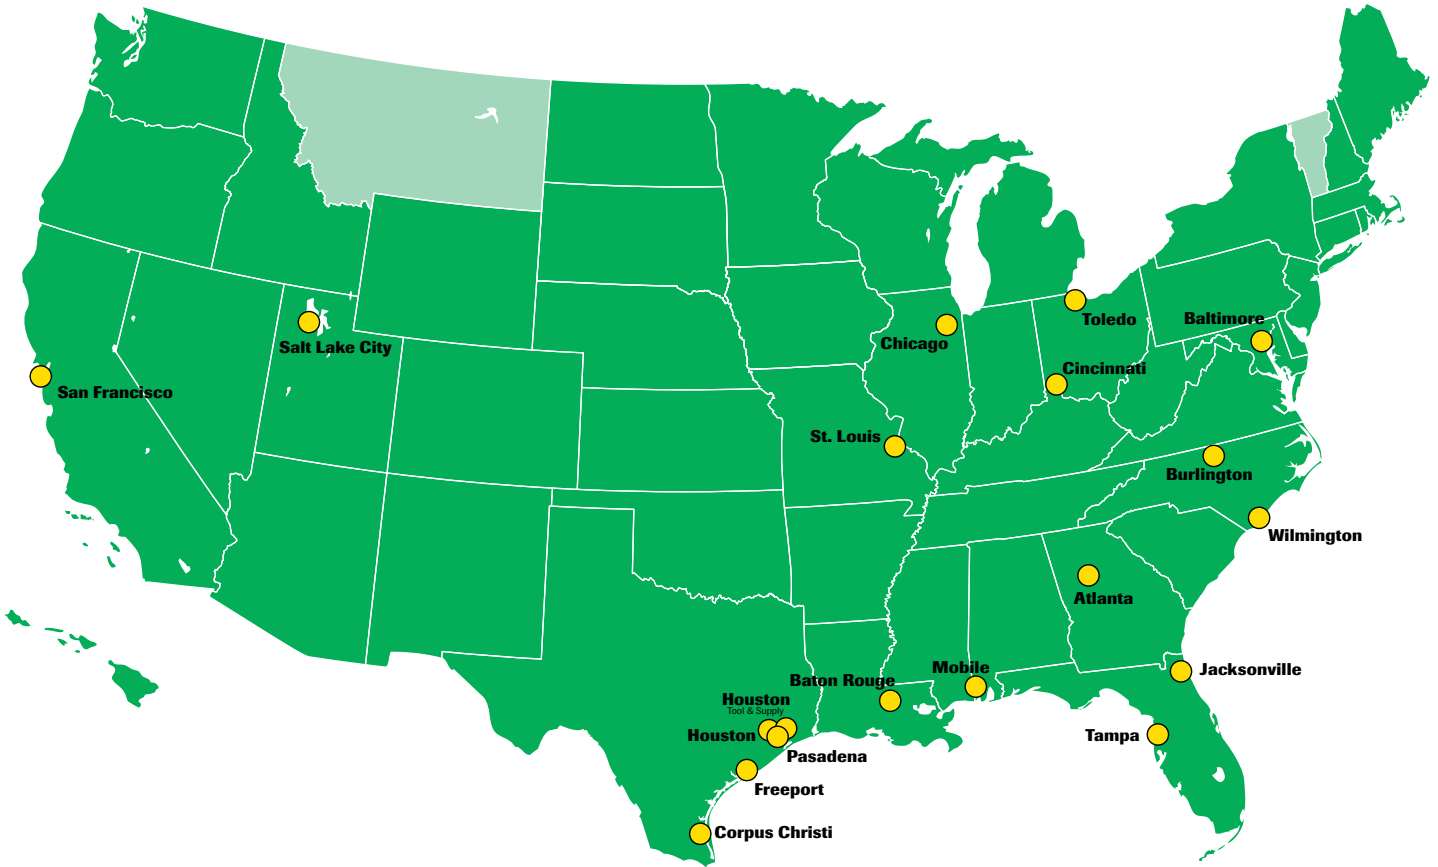 Toledo
Baltimore
Chicago
Salt Lake City
Cincinnati
San Francisco
St. Louis
Burlington
Wilmington
Atlanta
Mobile
Jacksonville
Baton Rouge
Houston
Tool & Supply
Houston
Tampa
Pasadena
Freeport
Corpus Christi